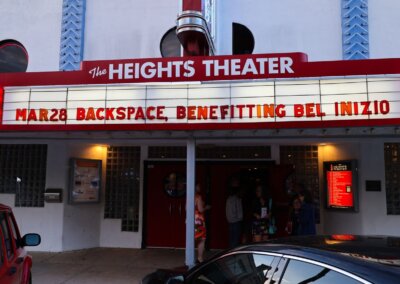 The HEIGHTS THEATER
MAR28 BACKSPACE, BENEFITTING BEL INIZIO